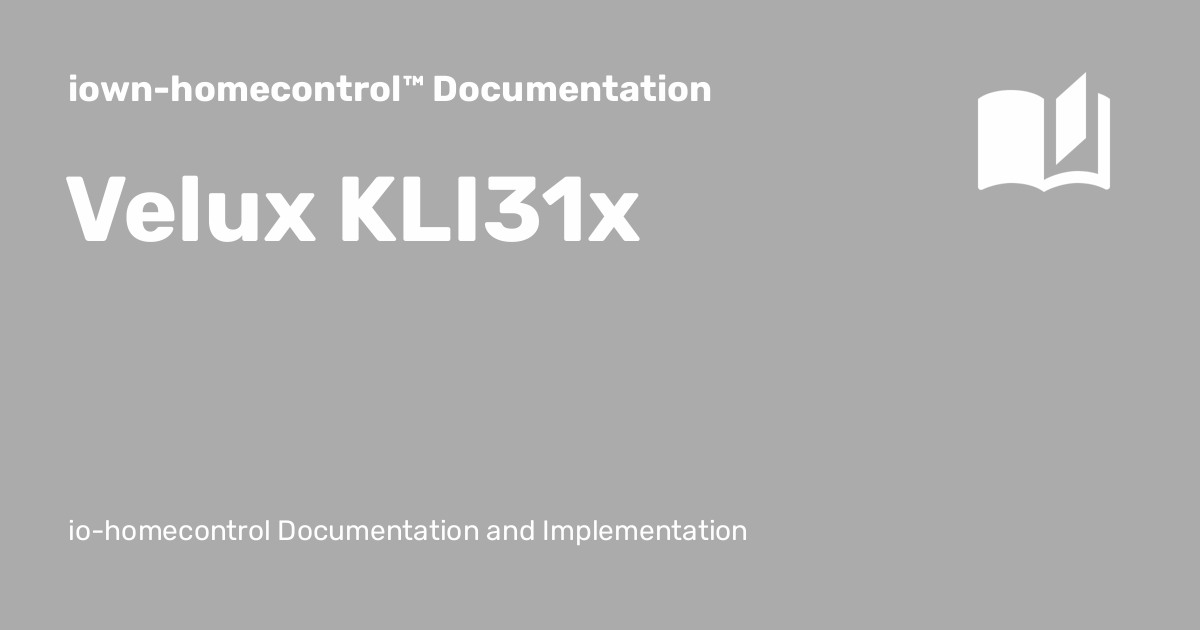 iown-homecontrol™ Documentation
Velux KLI31x
io-homecontrol Documentation and Implementation